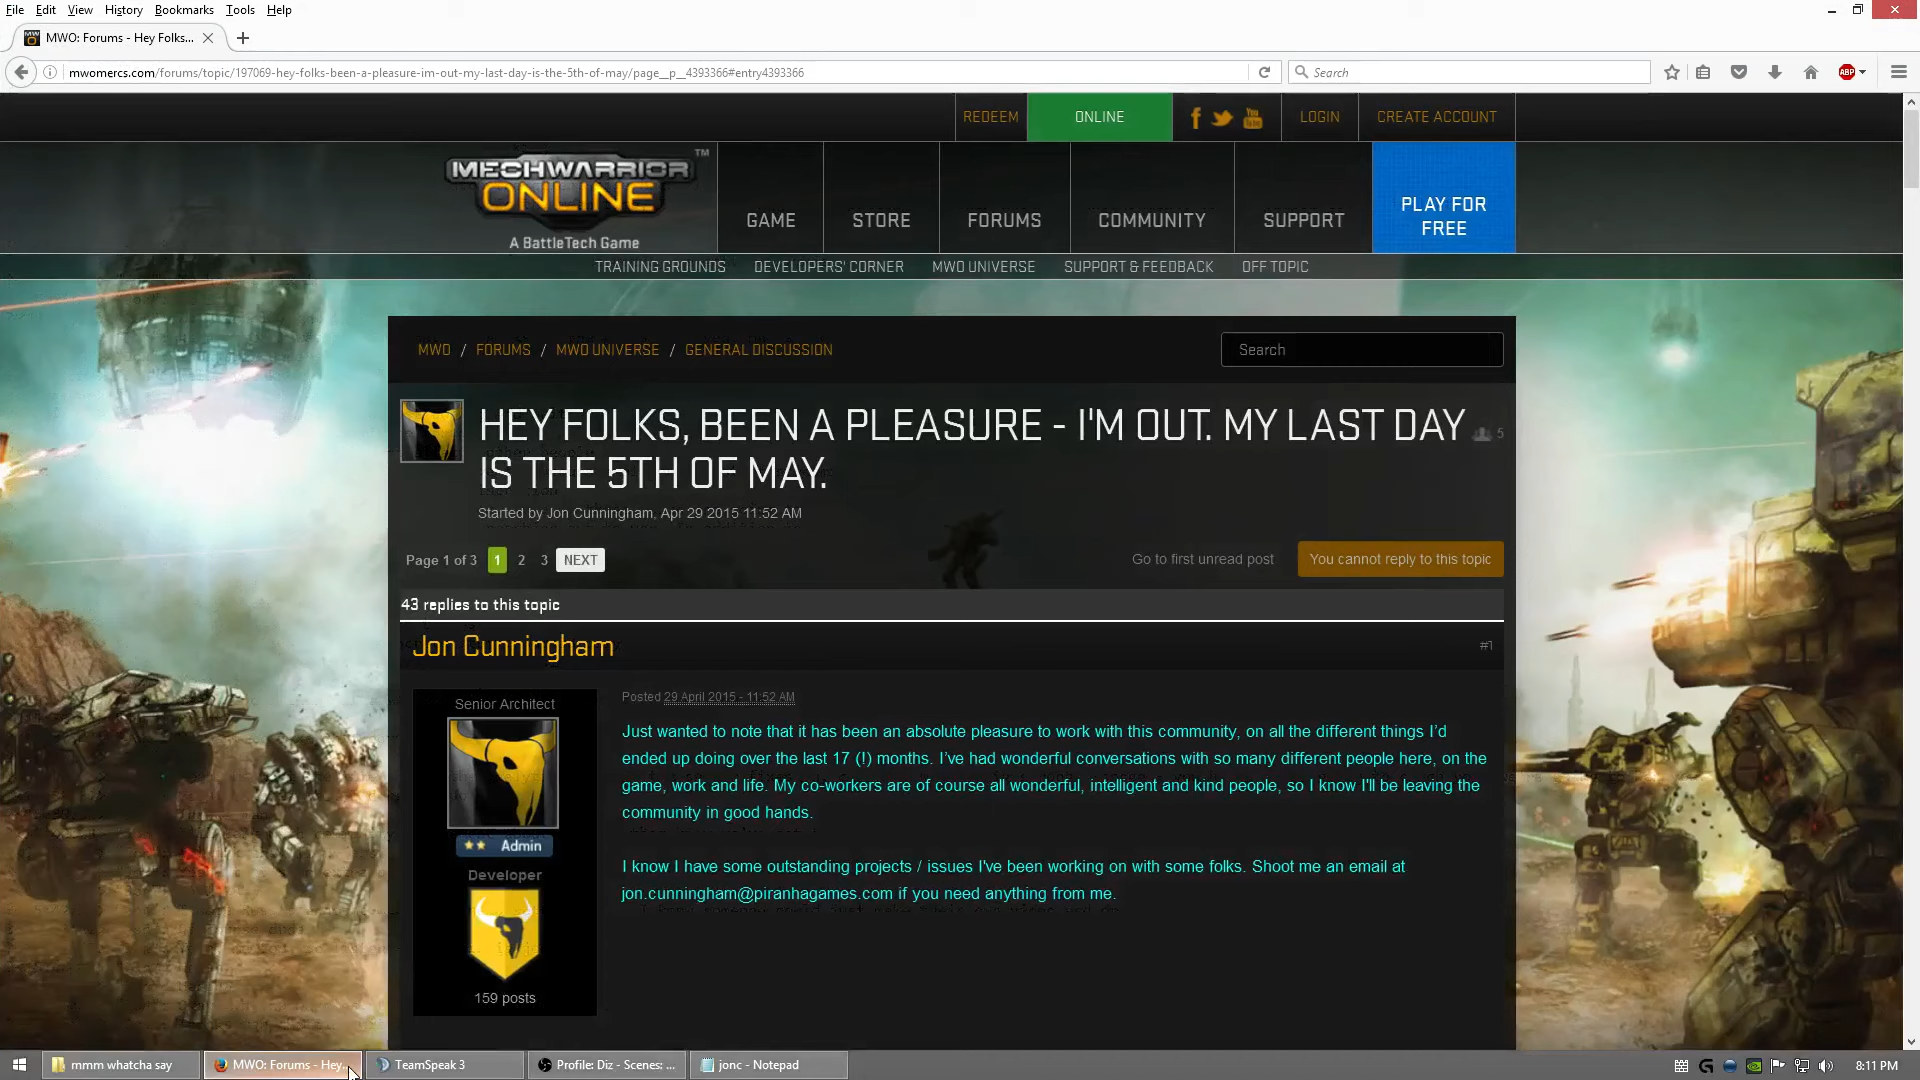 File Edit View History Bookmarks Tools Help
MWO: Forums - Hey Folks...
mwomercs.com/forums/topic/197069-hey-folks-been-a-pleasure-im-out-my-last-day-is-the-5th-of-may/page__p__4393366#entry4393366
Search
ABP
REDEEM ONLINE LOGIN CREATE ACCOUNT
MECHWARRIOR ONLINE ™
A BattleTech Game
GAME STORE FORUMS COMMUNITY SUPPORT PLAY FOR FREE
TRAINING GROUNDS DEVELOPERS' CORNER MWO UNIVERSE SUPPORT & FEEDBACK OFF TOPIC
MWO / FORUMS / MWO UNIVERSE / GENERAL DISCUSSION
Search
HEY FOLKS, BEEN A PLEASURE - I'M OUT. MY LAST DAY
IS THE 5TH OF MAY.
5
Started by Jon Cunningham, Apr 29 2015 11:52 AM
Page 1 of 3 1 2 3 NEXT
Go to first unread post You cannot reply to this topic
43 replies to this topic
Jon Cunningham
#1
Senior Architect
Admin
Developer
159 posts
Posted 29 April 2015 - 11:52 AM
Just wanted to note that it has been an absolute pleasure to work with this community, on all the different things I'd
ended up doing over the last 17 (!) months. I've had wonderful conversations with so many different people here, on the
game, work and life. My co-workers are of course all wonderful, intelligent and kind people, so I know I'll be leaving the
community in good hands.
I know I have some outstanding projects / issues I've been working on with some folks. Shoot me an email at
jon.cunningham@piranhagames.com if you need anything from me.
mmm whatcha say
MWO: Forums - Hey...
TeamSpeak 3
Profile: Diz - Scenes: ...
jonc - Notepad
8:11 PM